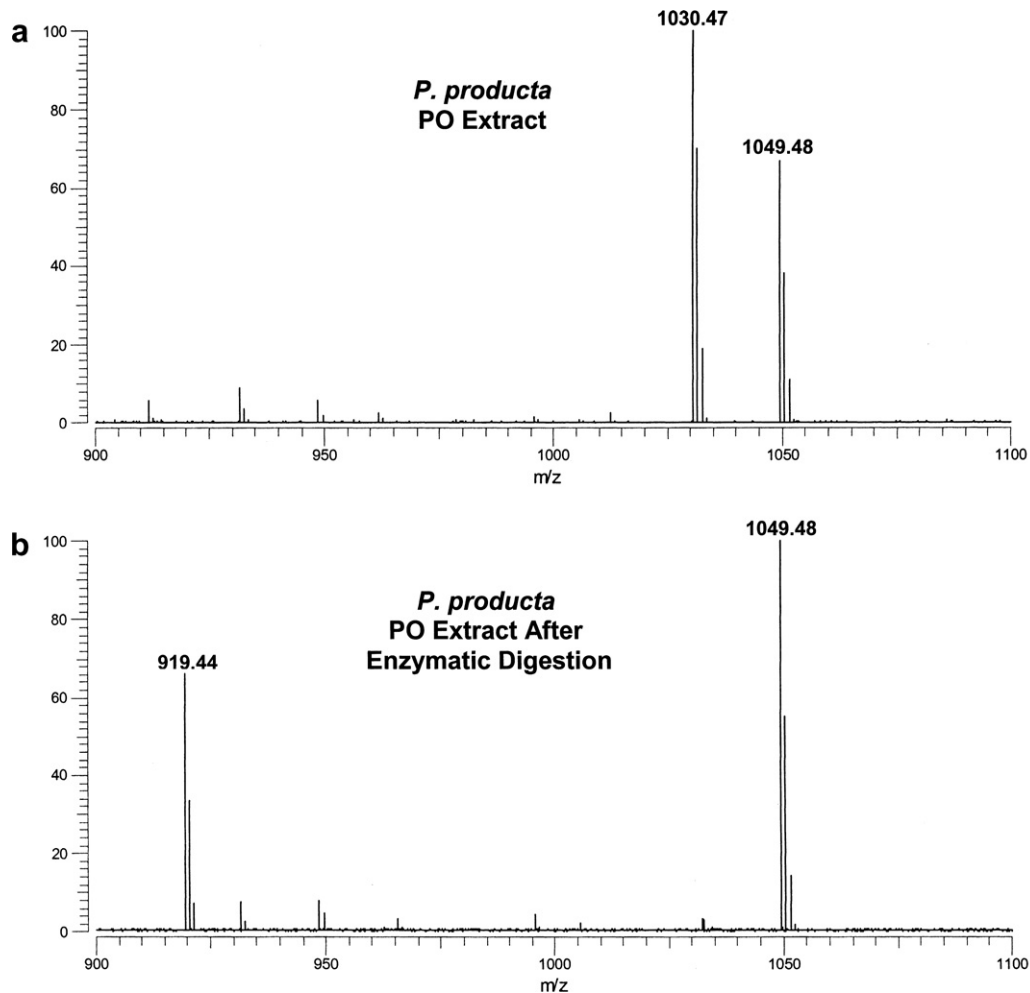 a
1030.47
100
P. producta
PO Extract
80
1049.48
60
40
20
0
900
950
1000
1050
1100
m/z
b
1049.48
100
P. producta
80
PO Extract After
Enzymatic Digestion
919.44
60
40
20
0
900
950
1000
1050
1100
m/z